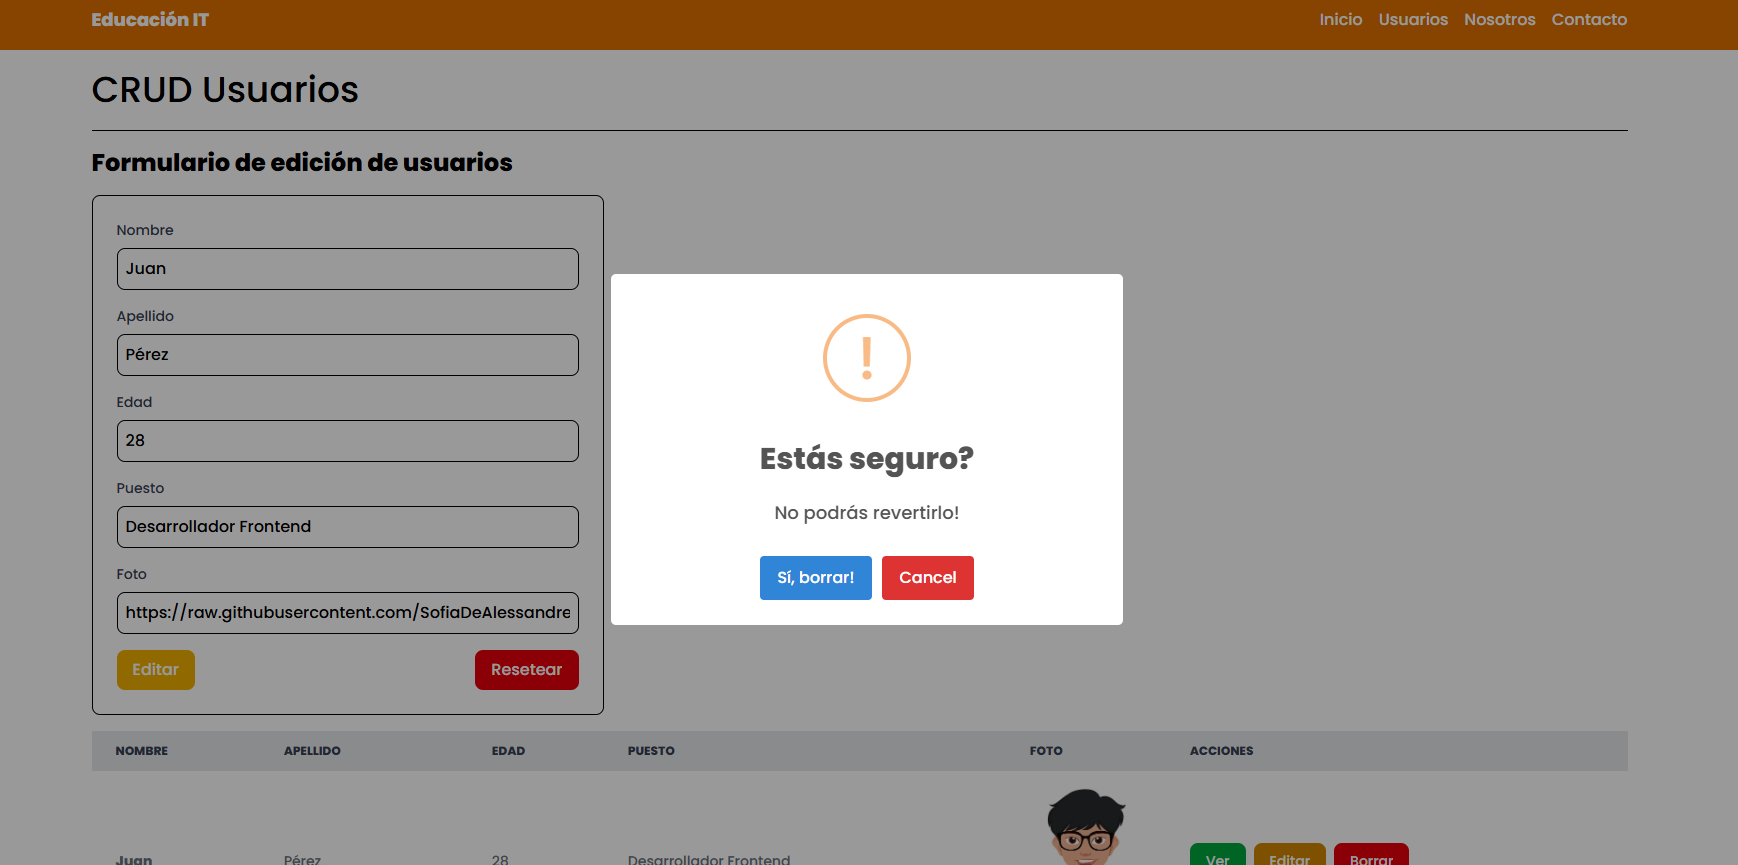 Educación IT
Inicio Usuarios Nosotros Contacto
CRUD Usuarios
Formulario de edición de usuarios
Nombre
Juan
Apellido
Pérez
Edad
28
Puesto
Desarrollador Frontend
Foto
https://raw.githubusercontent.com/SofiaDeAlessandre
Editar Resetear
!
Estás seguro?
No podrás revertirlo!
Sí, borrar! Cancel
NOMBRE APELLIDO EDAD PUESTO FOTO ACCIONES
Juan Pérez 28 Desarrollador Frontend Ver Editar Borrar